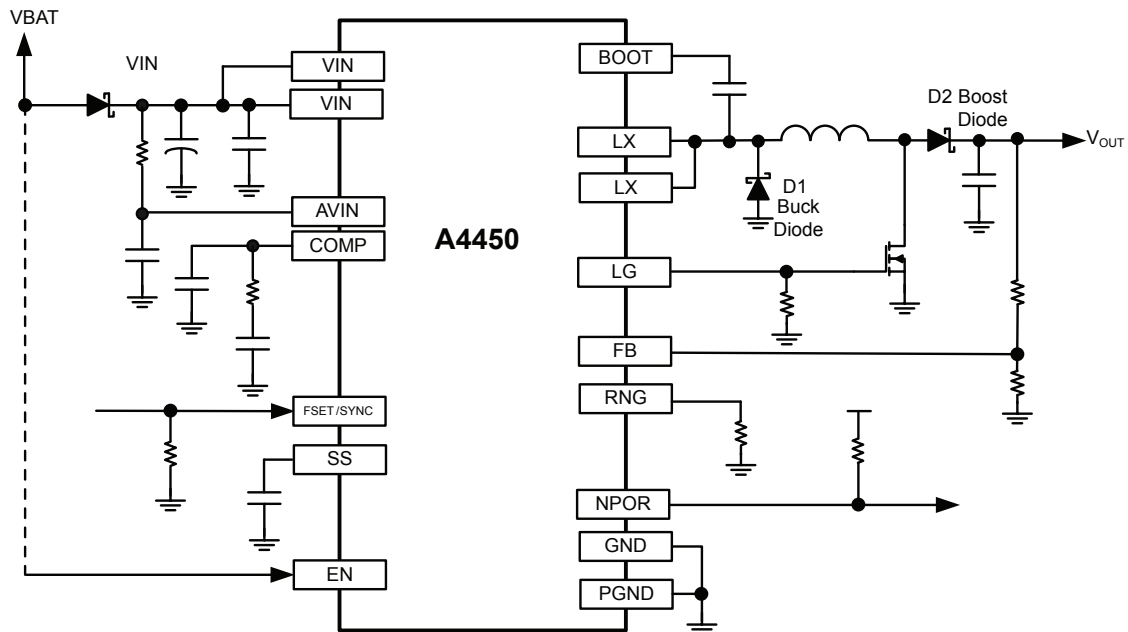 VBAT
VIN
VIN
VIN
AVIN
COMP
FSET/SYNC
SS
EN
A4450
BOOT
LX
LX
LG
FB
RNG
NPOR
GND
PGND
D1
Buck
Diode
D2 Boost
Diode
VOUT